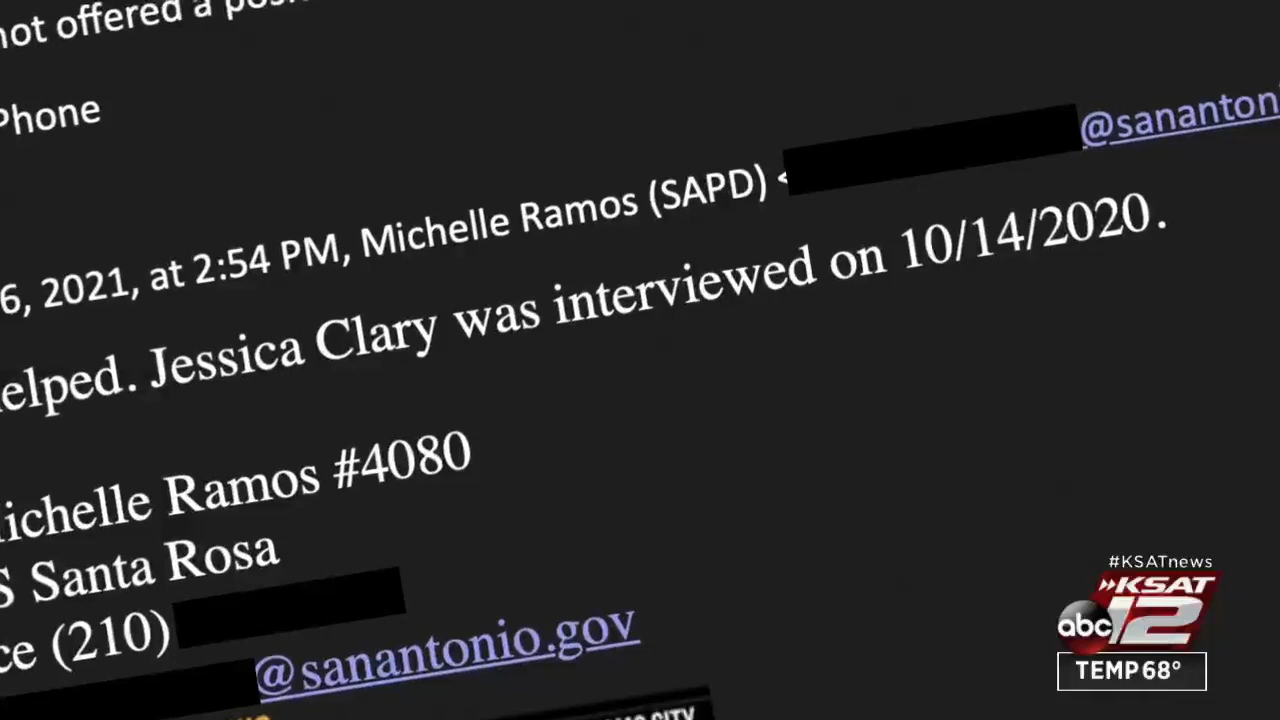 not offered a
Phone
6, 2021, at 2:54 PM, Michelle Ramos (SAPD) <
@sananton
elped. Jessica Clary was interviewed on 10/14/2020.
ichelle Ramos #4080
S Santa Rosa
ce (210)
@sanantonio.gov
CITY
#KSATnews
KSAT
abc 12
TEMP 68°